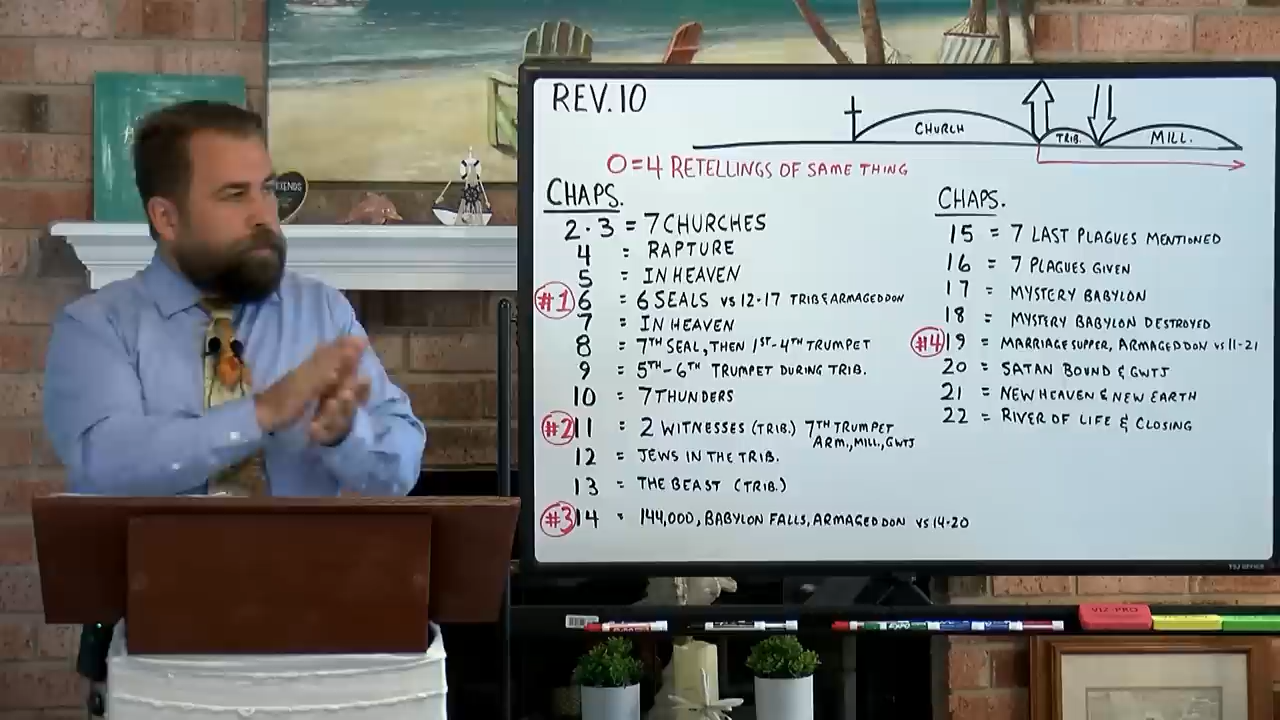 REV.10
CHURCH
TRIB.
MILL.
O=4 RETELLINGS OF SAME THING
CHAPS.
2·3 = 7 CHURCHES
4 = RAPTURE
5 = IN HEAVEN
#1 6 = 6 SEALS vs 12-17 TRIB & ARMAGEDDON
7 = IN HEAVEN
8 = 7TH SEAL, THEN 1ST-4TH TRUMPET
9 = 5TH-6TH TRUMPET DURING TRIB.
10 = 7 THUNDERS
#2 11 = 2 WITNESSES (TRIB.) 7TH TRUMPET
ARM., MILL, GWTJ
12 = JEWS IN THE TRIB.
13 = THE BEAST (TRIB.)
#3 14 = 144,000, BABYLON FALLS, ARMAGEDDON vs 14-20
CHAPS.
15 = 7 LAST PLAGUES MENTIONED
16 = 7 PLAGUES GIVEN
17 = MYSTERY BABYLON
18 = MYSTERY BABYLON DESTROYED
#4 19 = MARRIAGE SUPPER, ARMAGEDDON vs 11-21
20 = SATAN BOUND & GWTJ
21 = NEW HEAVEN & NEW EARTH
22 = RIVER OF LIFE & CLOSING
VIZ-PRO